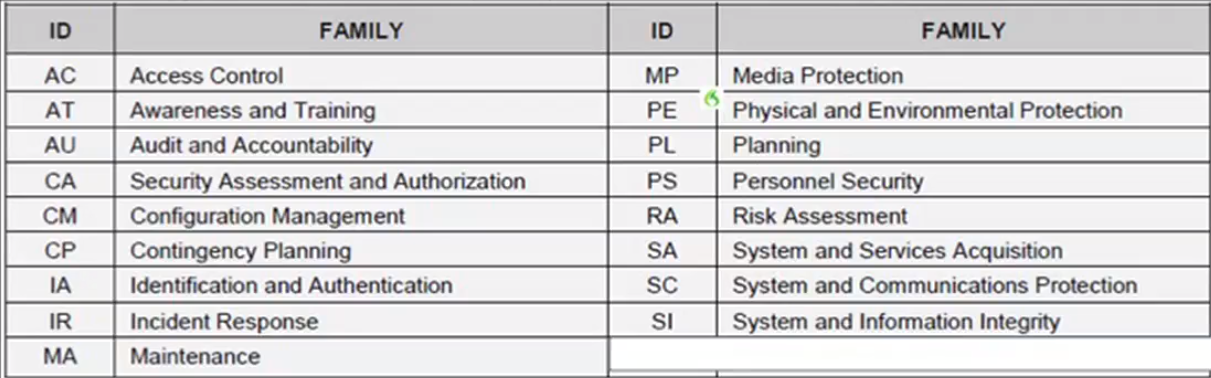 ID FAMILY ID FAMILY
AC Access Control MP Media Protection
AT Awareness and Training PE Physical and Environmental Protection
AU Audit and Accountability PL Planning
CA Security Assessment and Authorization PS Personnel Security
CM Configuration Management RA Risk Assessment
CP Contingency Planning SA System and Services Acquisition
IA Identification and Authentication SC System and Communications Protection
IR Incident Response SI System and Information Integrity
MA Maintenance